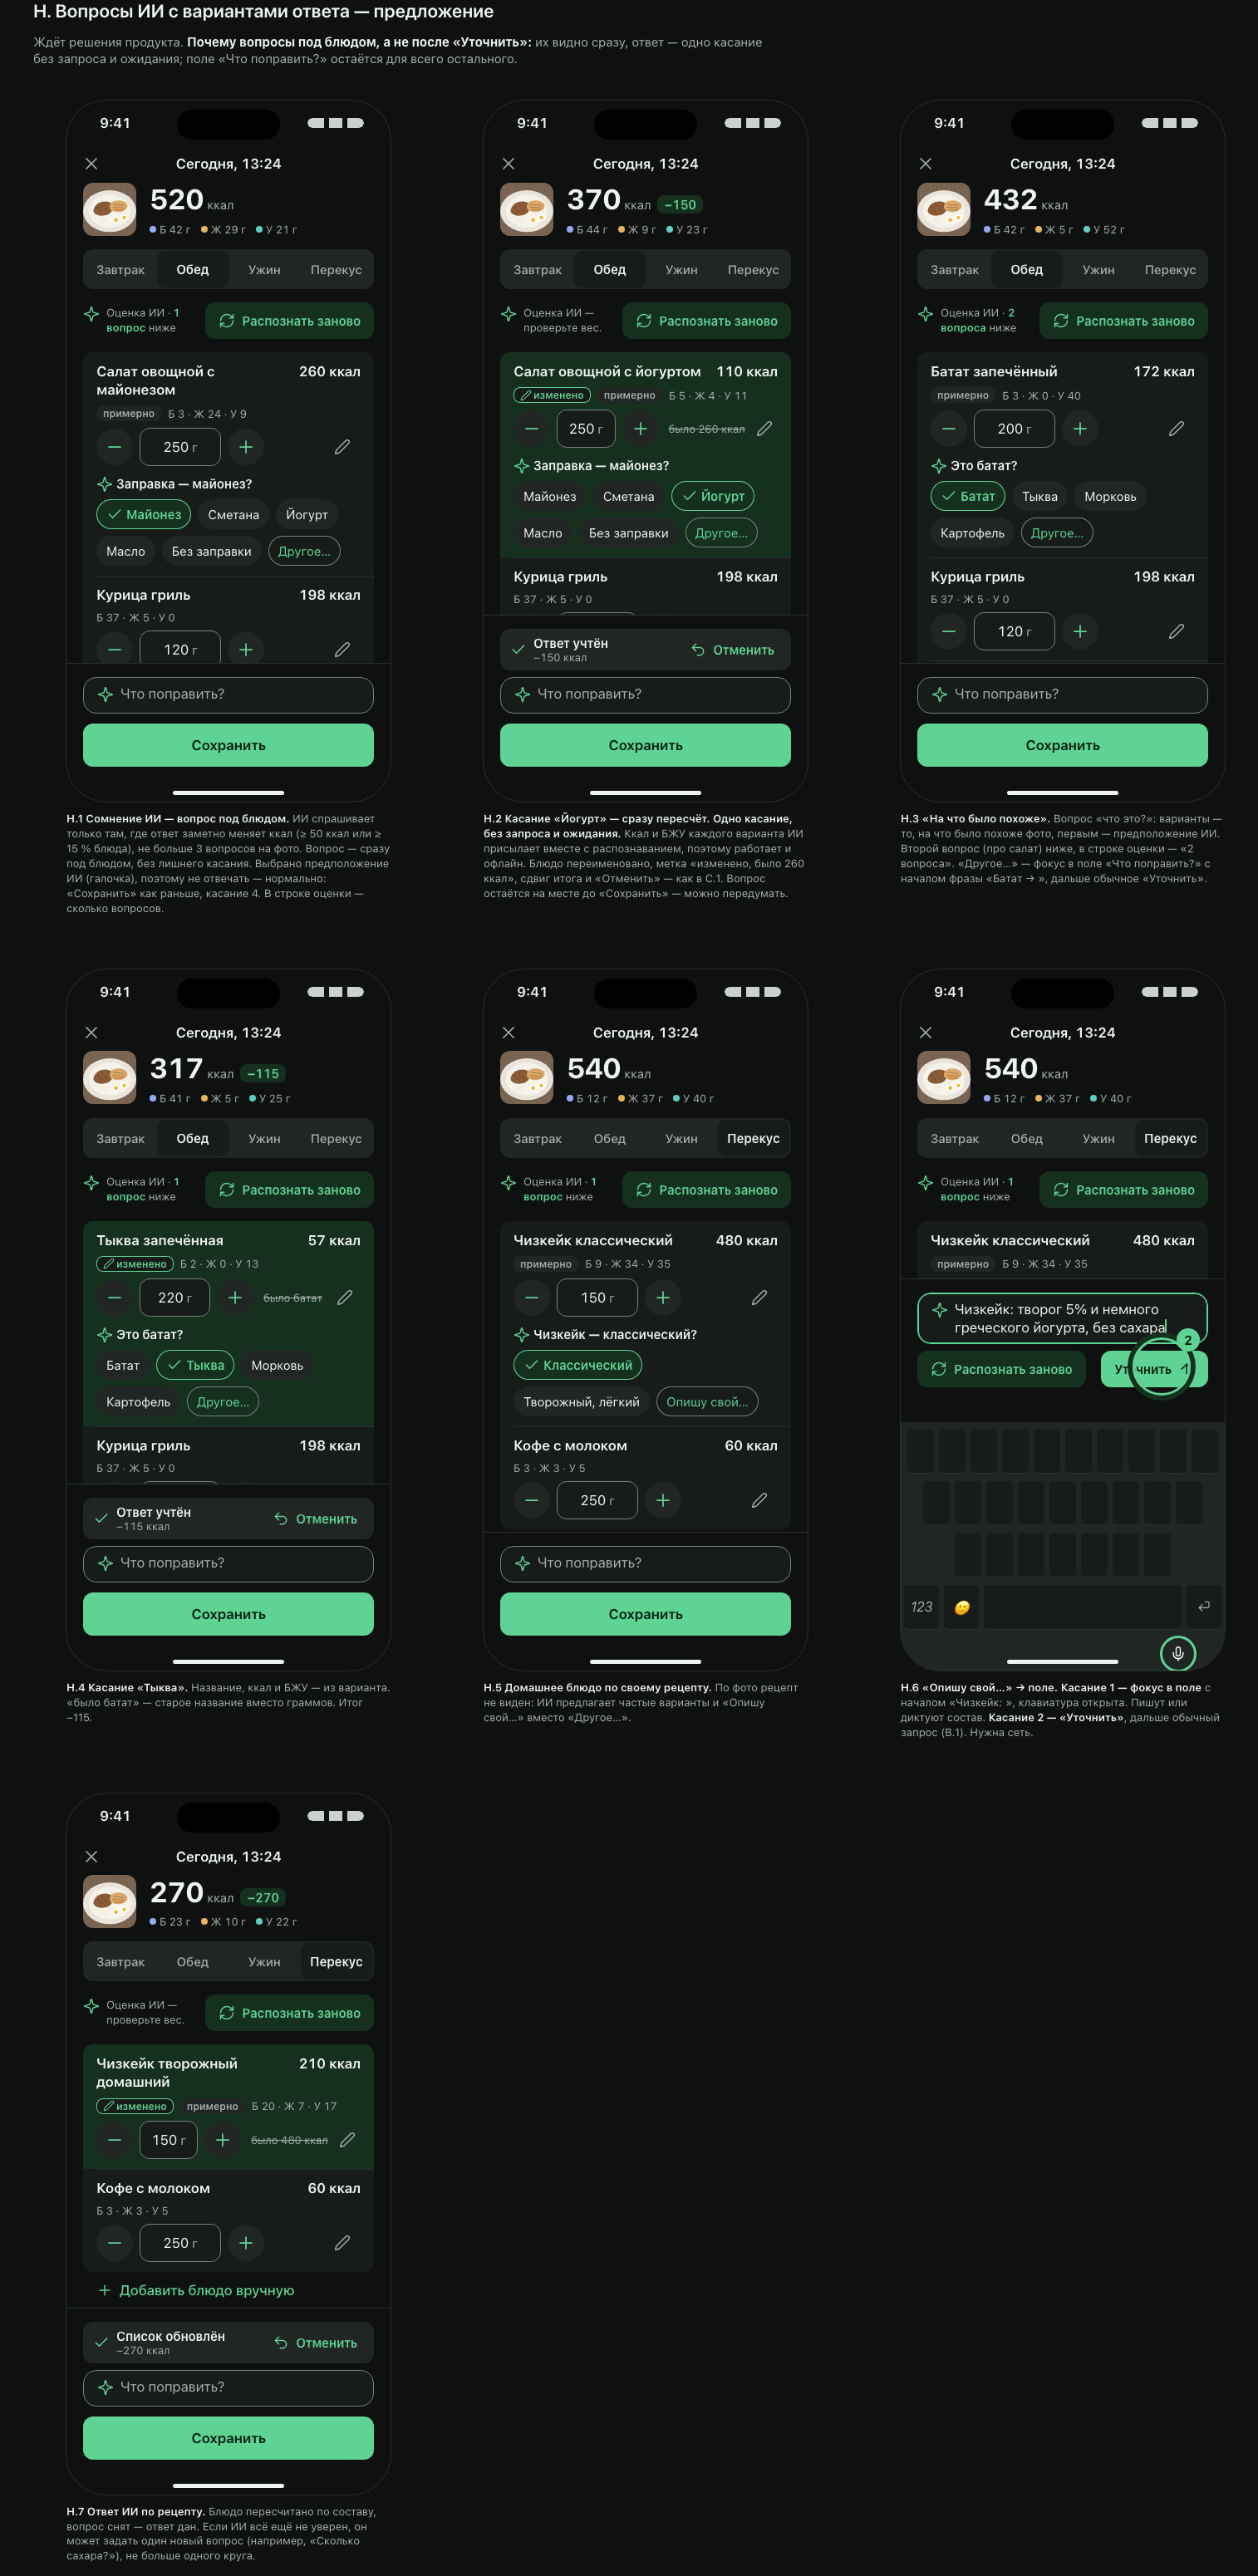 Н. Вопросы ИИ с вариантами ответа — предложение
Ждёт решения продукта. Почему вопросы под блюдом, а не после «Уточнить»: их видно сразу, ответ — одно касание
без запроса и ожидания; поле «Что поправить?» остаётся для всего остального.
9:41
Сегодня, 13:24
520 ккал
Б 42 г Ж 29 г У 21 г
Завтрак Обед Ужин Перекус
Оценка ИИ · 1
вопрос ниже
Распознать заново
Салат овощной с
майонезом
260 ккал
примерно Б 3 · Ж 24 · У 9
250 г
Заправка — майонез?
Майонез Сметана Йогурт
Масло Без заправки Другое...
Курица гриль 198 ккал
Б 37 · Ж 5 · У 0
120 г
Что поправить?
Сохранить
Н.1 Сомнение ИИ — вопрос под блюдом. ИИ спрашивает
только там, где ответ заметно меняет ккал (≥ 50 ккал или ≥
15 % блюда), не больше 3 вопросов на фото. Вопрос — сразу
под блюдом, без лишнего касания. Выбрано предположение
ИИ (галочка), поэтому не отвечать — нормально:
«Сохранить» как раньше, касание 4. В строке оценки —
сколько вопросов.
9:41
Сегодня, 13:24
370 ккал −150
Б 44 г Ж 9 г У 23 г
Завтрак Обед Ужин Перекус
Оценка ИИ —
проверьте вес.
Распознать заново
Салат овощной с йогуртом 110 ккал
изменено примерно Б 5 · Ж 4 · У 11
250 г было 260 ккал
Заправка — майонез?
Майонез Сметана Йогурт
Масло Без заправки Другое...
Курица гриль 198 ккал
Б 37 · Ж 5 · У 0
Ответ учтён
−150 ккал
Отменить
Что поправить?
Сохранить
Н.2 Касание «Йогурт» — сразу пересчёт. Одно касание,
без запроса и ожидания. Ккал и БЖУ каждого варианта ИИ
присылает вместе с распознаванием, поэтому работает и
офлайн. Блюдо переименовано, метка «изменено, было 260
ккал», сдвиг итога и «Отменить» — как в С.1. Вопрос
остаётся на месте до «Сохранить» — можно передумать.
9:41
Сегодня, 13:24
432 ккал
Б 42 г Ж 5 г У 52 г
Завтрак Обед Ужин Перекус
Оценка ИИ · 2
вопроса ниже
Распознать заново
Батат запечённый 172 ккал
примерно Б 3 · Ж 0 · У 40
200 г
Это батат?
Батат Тыква Морковь
Картофель Другое...
Курица гриль 198 ккал
Б 37 · Ж 5 · У 0
120 г
Что поправить?
Сохранить
Н.3 «На что было похоже». Вопрос «что это?»: варианты —
то, на что было похоже фото, первым — предположение ИИ.
Второй вопрос (про салат) ниже, в строке оценки — «2
вопроса». «Другое...» — фокус в поле «Что поправить?» с
началом фразы «Батат → », дальше обычное «Уточнить».
9:41
Сегодня, 13:24
317 ккал −115
Б 41 г Ж 5 г У 25 г
Завтрак Обед Ужин Перекус
Оценка ИИ · 1
вопрос ниже
Распознать заново
Тыква запечённая 57 ккал
изменено Б 2 · Ж 0 · У 13
220 г было батат
Это батат?
Батат Тыква Морковь
Картофель Другое...
Курица гриль 198 ккал
Б 37 · Ж 5 · У 0
Ответ учтён
−115 ккал
Отменить
Что поправить?
Сохранить
Н.4 Касание «Тыква». Название, ккал и БЖУ — из варианта.
«было батат» — старое название вместо граммов. Итог
−115.
9:41
Сегодня, 13:24
540 ккал
Б 12 г Ж 37 г У 40 г
Завтрак Обед Ужин Перекус
Оценка ИИ · 1
вопрос ниже
Распознать заново
Чизкейк классический 480 ккал
примерно Б 9 · Ж 34 · У 35
150 г
Чизкейк — классический?
Классический
Творожный, лёгкий Опишу свой...
Кофе с молоком 60 ккал
Б 3 · Ж 3 · У 5
250 г
Что поправить?
Сохранить
Н.5 Домашнее блюдо по своему рецепту. По фото рецепт
не виден: ИИ предлагает частые варианты и «Опишу
свой...» вместо «Другое...».
9:41
Сегодня, 13:24
540 ккал
Б 12 г Ж 37 г У 40 г
Завтрак Обед Ужин Перекус
Оценка ИИ · 1
вопрос ниже
Распознать заново
Чизкейк классический 480 ккал
примерно Б 9 · Ж 34 · У 35
Чизкейк: творог 5% и немного
греческого йогурта, без сахара
2
Распознать заново Уточнить
123
Н.6 «Опишу свой...» → поле. Касание 1 — фокус в поле с
началом «Чизкейк: », клавиатура открыта. Пишут или
диктуют состав. Касание 2 — «Уточнить», дальше обычный
запрос (В.1). Нужна сеть.
9:41
Сегодня, 13:24
270 ккал −270
Б 23 г Ж 10 г У 22 г
Завтрак Обед Ужин Перекус
Оценка ИИ —
проверьте вес.
Распознать заново
Чизкейк творожный
домашний
210 ккал
изменено примерно Б 20 · Ж 7 · У 17
150 г было 480 ккал
Кофе с молоком 60 ккал
Б 3 · Ж 3 · У 5
250 г
Добавить блюдо вручную
Список обновлён
−270 ккал
Отменить
Что поправить?
Сохранить
Н.7 Ответ ИИ по рецепту. Блюдо пересчитано по составу,
вопрос снят — ответ дан. Если ИИ всё ещё не уверен, он
может задать один новый вопрос (например, «Сколько
сахара?»), не больше одного круга.